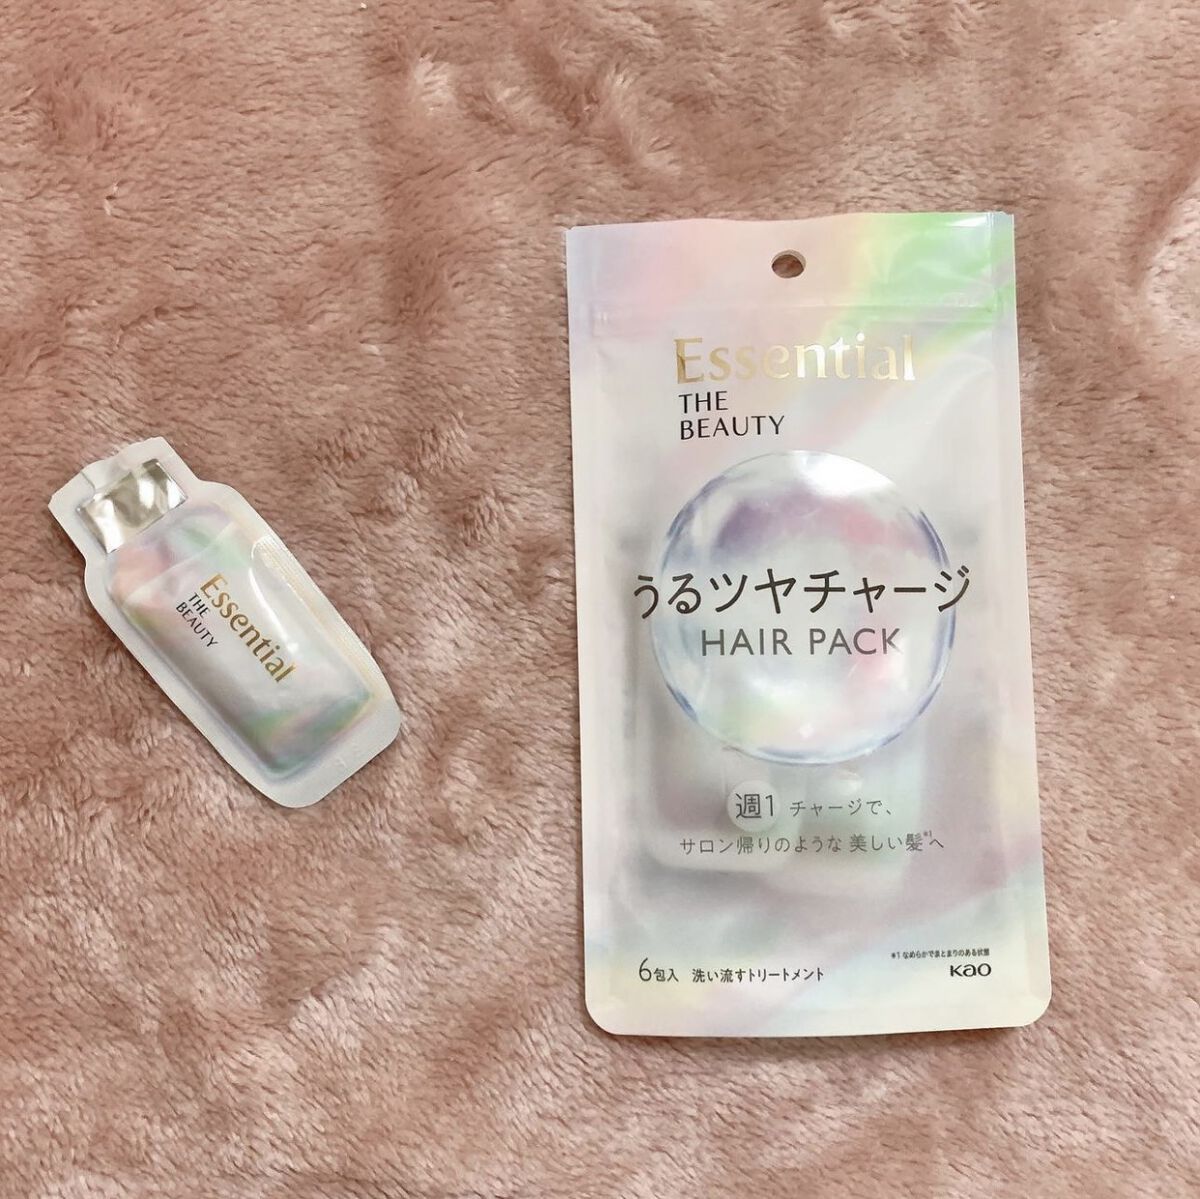 Essential
THE
BEAUTY
Essential
THE
BEAUTY
うるツヤチャージ
HAIR PACK
週1 チャージで、
サロン帰りのような 美しい髪*1へ
*1 なめらかでまとまりのある状態
6包入 洗い流すトリートメント
Kao